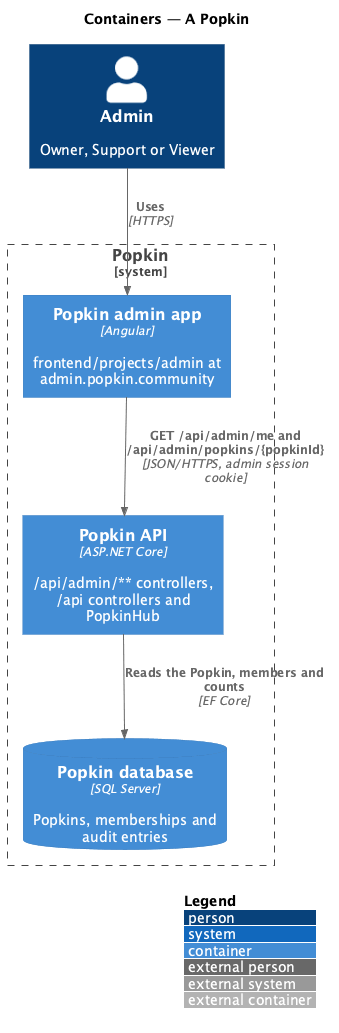 Containers — A Popkin
Admin
Owner, Support or Viewer
Uses
[HTTPS]
Popkin
[system]
Popkin admin app
[Angular]
frontend/projects/admin at
admin.popkin.community
GET /api/admin/me and
/api/admin/popkins/{popkinId}
[JSON/HTTPS, admin session
cookie]
Popkin API
[ASP.NET Core]
/api/admin/** controllers,
/api controllers and
PopkinHub
Reads the Popkin, members and
counts
[EF Core]
Popkin database
[SQL Server]
Popkins, memberships and
audit entries
Legend
person
system
container
external person
external system
external container